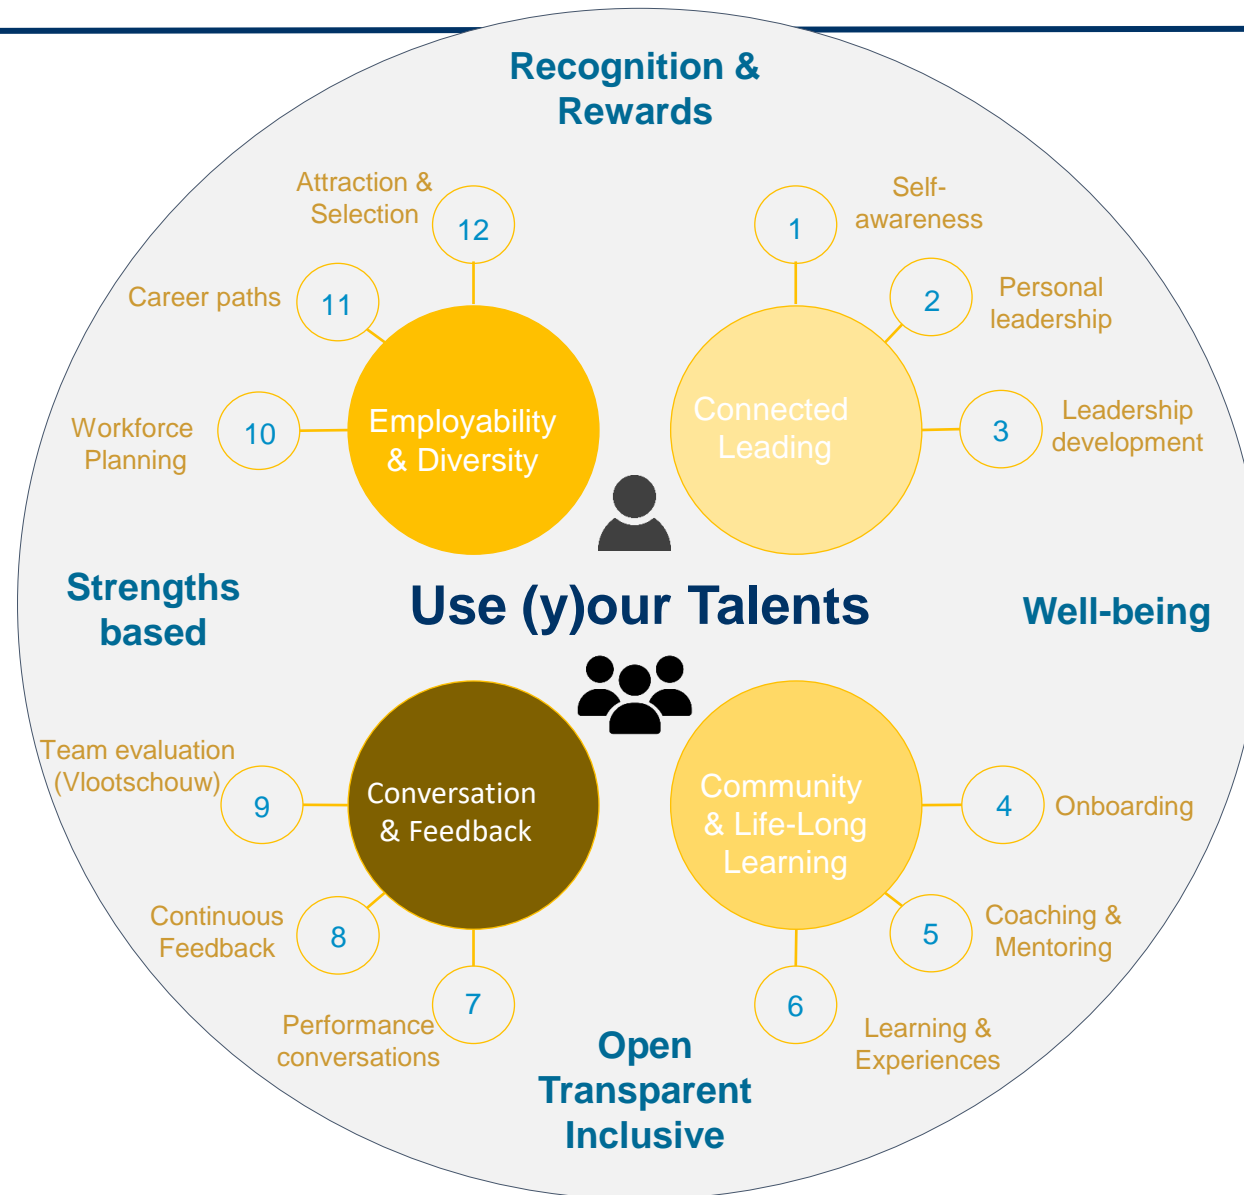 Recognition &
Rewards
Attraction &
Selection
12
Career paths
11
Workforce
Planning
10
Employability
& Diversity
1
Self-
awareness
2
Personal
leadership
3
Leadership
development
Connected
Leading
Strengths
based
Use (y)our Talents
Well-being
Team evaluation
(Vlootschouw)
9
Continuous
Feedback
8
Performance
conversations
7
Conversation
& Feedback
Community
& Life-Long
Learning
4
Onboarding
5
Coaching &
Mentoring
6
Learning &
Experiences
Open
Transparent
Inclusive